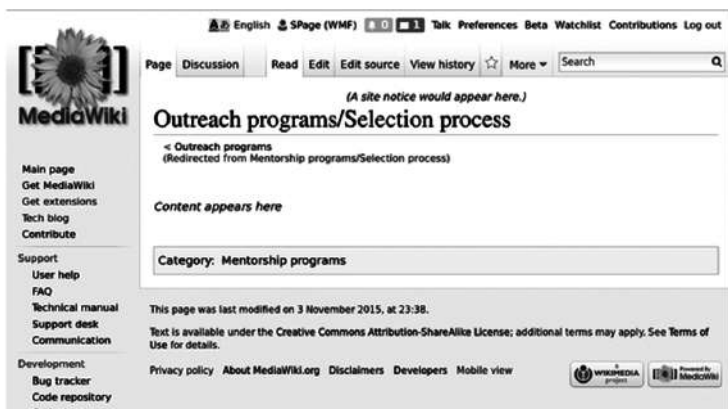 English SPage (WMF) 0 1 Talk Preferences Beta Watchlist Contributions Log out
Page Discussion Read Edit Edit source View history More Search
(A site notice would appear here.)
MediaWiki
Outreach programs/Selection process
< Outreach programs
(Redirected from Mentorship programs/Selection process)
Main page
Get MediaWiki
Get extensions
Tech blog
Contribute
Content appears here
Category: Mentorship programs
Support
User help
FAQ
Technical manual
Support desk
Communication
Development
Bug tracker
Code repository
This page was last modified on 3 November 2015, at 23:38.
Text is available under the Creative Commons Attribution-ShareAlike License; additional terms may apply. See Terms of
Use for details.
Privacy policy About MediaWiki.org Disclaimers Developers Mobile view
A
WIKIMEDIA
project
Powered By
MediaWiki